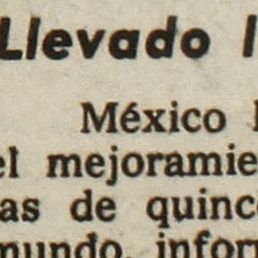 Llevado
México
el mejoramie
as de quinc
mundo, infor